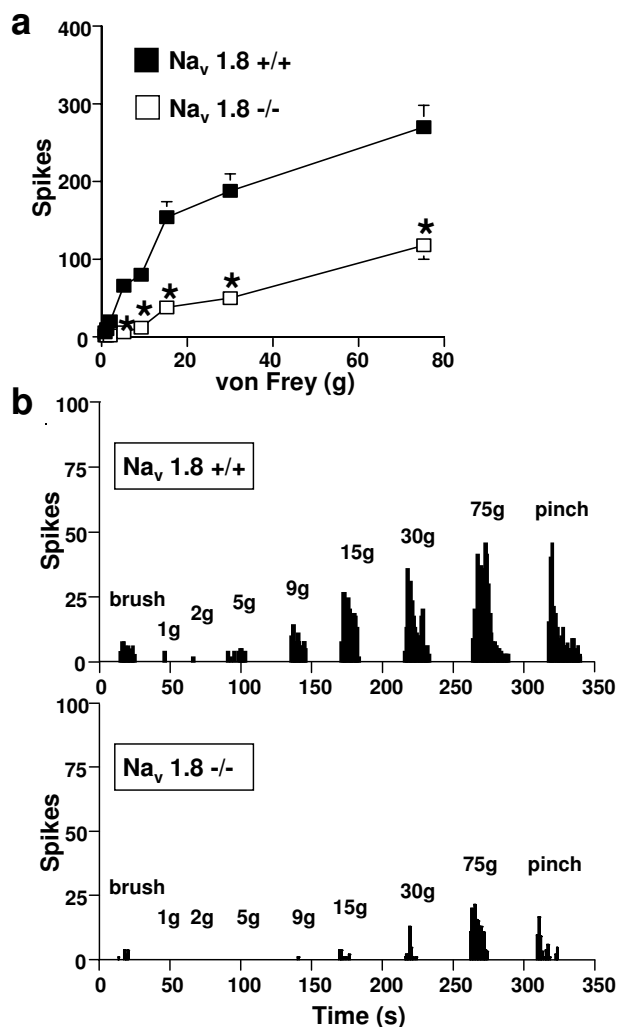 a
400
300
200
100
0
Spikes
Nav 1.8 +/+
Nav 1.8 -/-
*
*
*
*
*
0 20 40 60 80
von Frey (g)
b
100
75
50
25
0
Spikes
Nav 1.8 +/+
brush 1g 2g 5g 9g 15g 30g 75g pinch
0 50 100 150 200 250 300 350
100
75
50
25
0
Spikes
Nav 1.8 -/-
brush 1g 2g 5g 9g 15g 30g 75g pinch
0 50 100 150 200 250 300 350
Time (s)